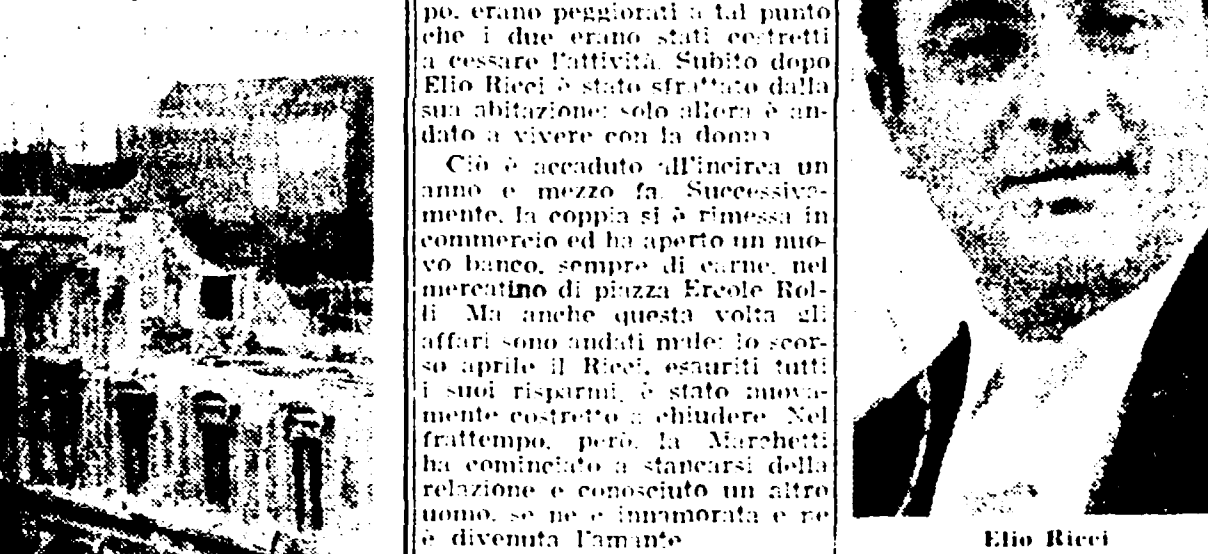 po, erano peggiorati a tal punto
che i due erano stati costretti
a cessare l'attività. Subito dopo
Elio Ricci è stato sfrattato dalla
sua abitazione: solo allora è an-
dato a vivere con la donna
Ciò è accaduto all'incirca un
anno e mezzo fa. Successiva-
mente, la coppia si è rimessa in
commercio ed ha aperto un nuo-
vo banco, sempre di carne, nel
mercatino di piazza Ercole Rol-
li. Ma anche questa volta gli
affari sono andati male: lo scor-
so aprile il Ricci, esauriti tutti
i suoi risparmi, è stato nuova-
mente costretto a chiudere. Nel
frattempo, però, la Marchetti
ha cominciato a stancarsi della
relazione e conosciuto un altro
uomo, se ne è innamorata e ne
è divenuta l'amante
Elio Ricci